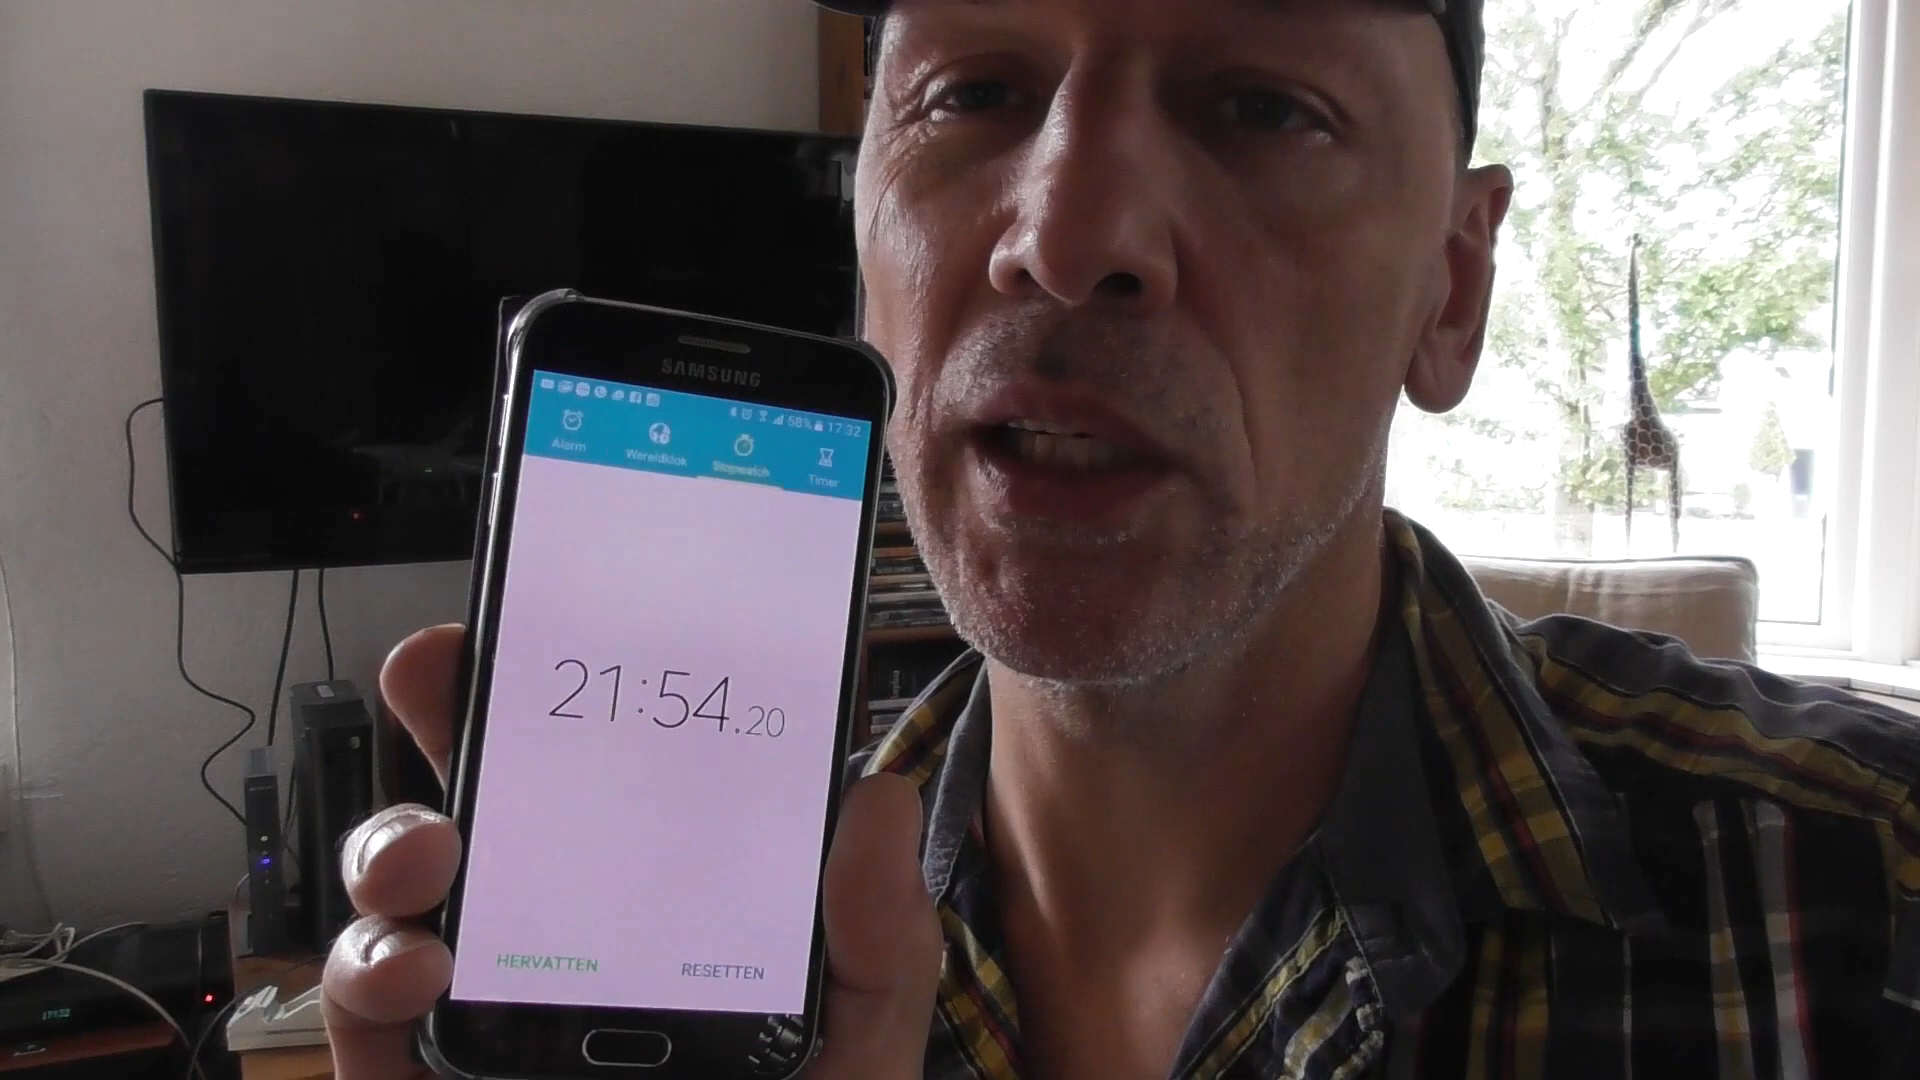 SAMSUNG
58% 17:32
Alarm
Wereldklok
Stopwatch
Timer
21:54.20
HERVATTEN
RESETTEN